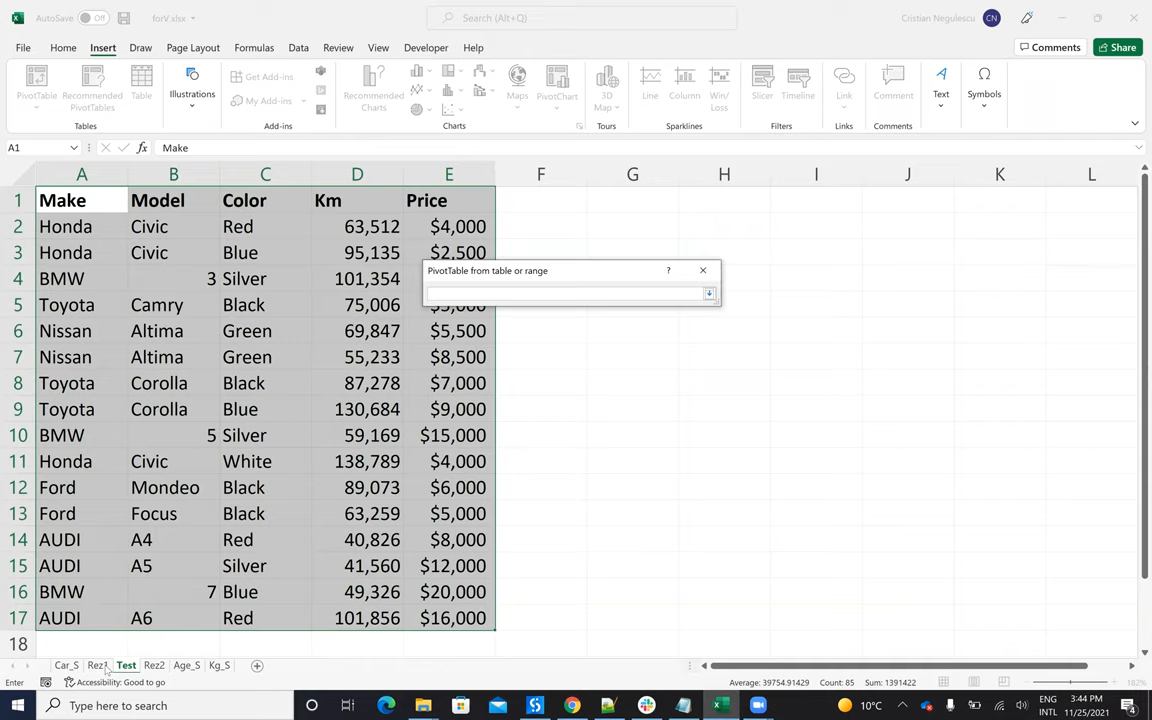 AutoSave Off forV.xlsx Search (Alt+Q) Cristian Negulescu CN
File Home Insert Draw Page Layout Formulas Data Review View Developer Help Comments Share
PivotTable Recommended PivotTables Table Illustrations Get Add-ins My Add-ins Recommended Charts Maps PivotChart 3D Map Line Column Win/Loss Slicer Timeline Link Comment Text Symbols
Tables Add-ins Charts Tours Sparklines Filters Links Comments
A1 fx Make
A B C D E F G H I J K L
1 Make Model Color Km Price
2 Honda Civic Red 63,512 $4,000
3 Honda Civic Blue 95,135 $2,500
4 BMW 3 Silver 101,354
5 Toyota Camry Black 75,006
6 Nissan Altima Green 69,847 $5,500
7 Nissan Altima Green 55,233 $8,500
8 Toyota Corolla Black 87,278 $7,000
9 Toyota Corolla Blue 130,684 $9,000
10 BMW 5 Silver 59,169 $15,000
11 Honda Civic White 138,789 $4,000
12 Ford Mondeo Black 89,073 $6,000
13 Ford Focus Black 63,259 $5,000
14 AUDI A4 Red 40,826 $8,000
15 AUDI A5 Silver 41,560 $12,000
16 BMW 7 Blue 49,326 $20,000
17 AUDI A6 Red 101,856 $16,000
18
PivotTable from table or range ?
Car_S Rez1 Test Rez2 Age_S Kg_S
Enter Accessibility: Good to go Average: 39754.91429 Count: 85 Sum: 1391422 182%
Type here to search 10°C ENG INTL 3:44 PM 11/25/2021 4